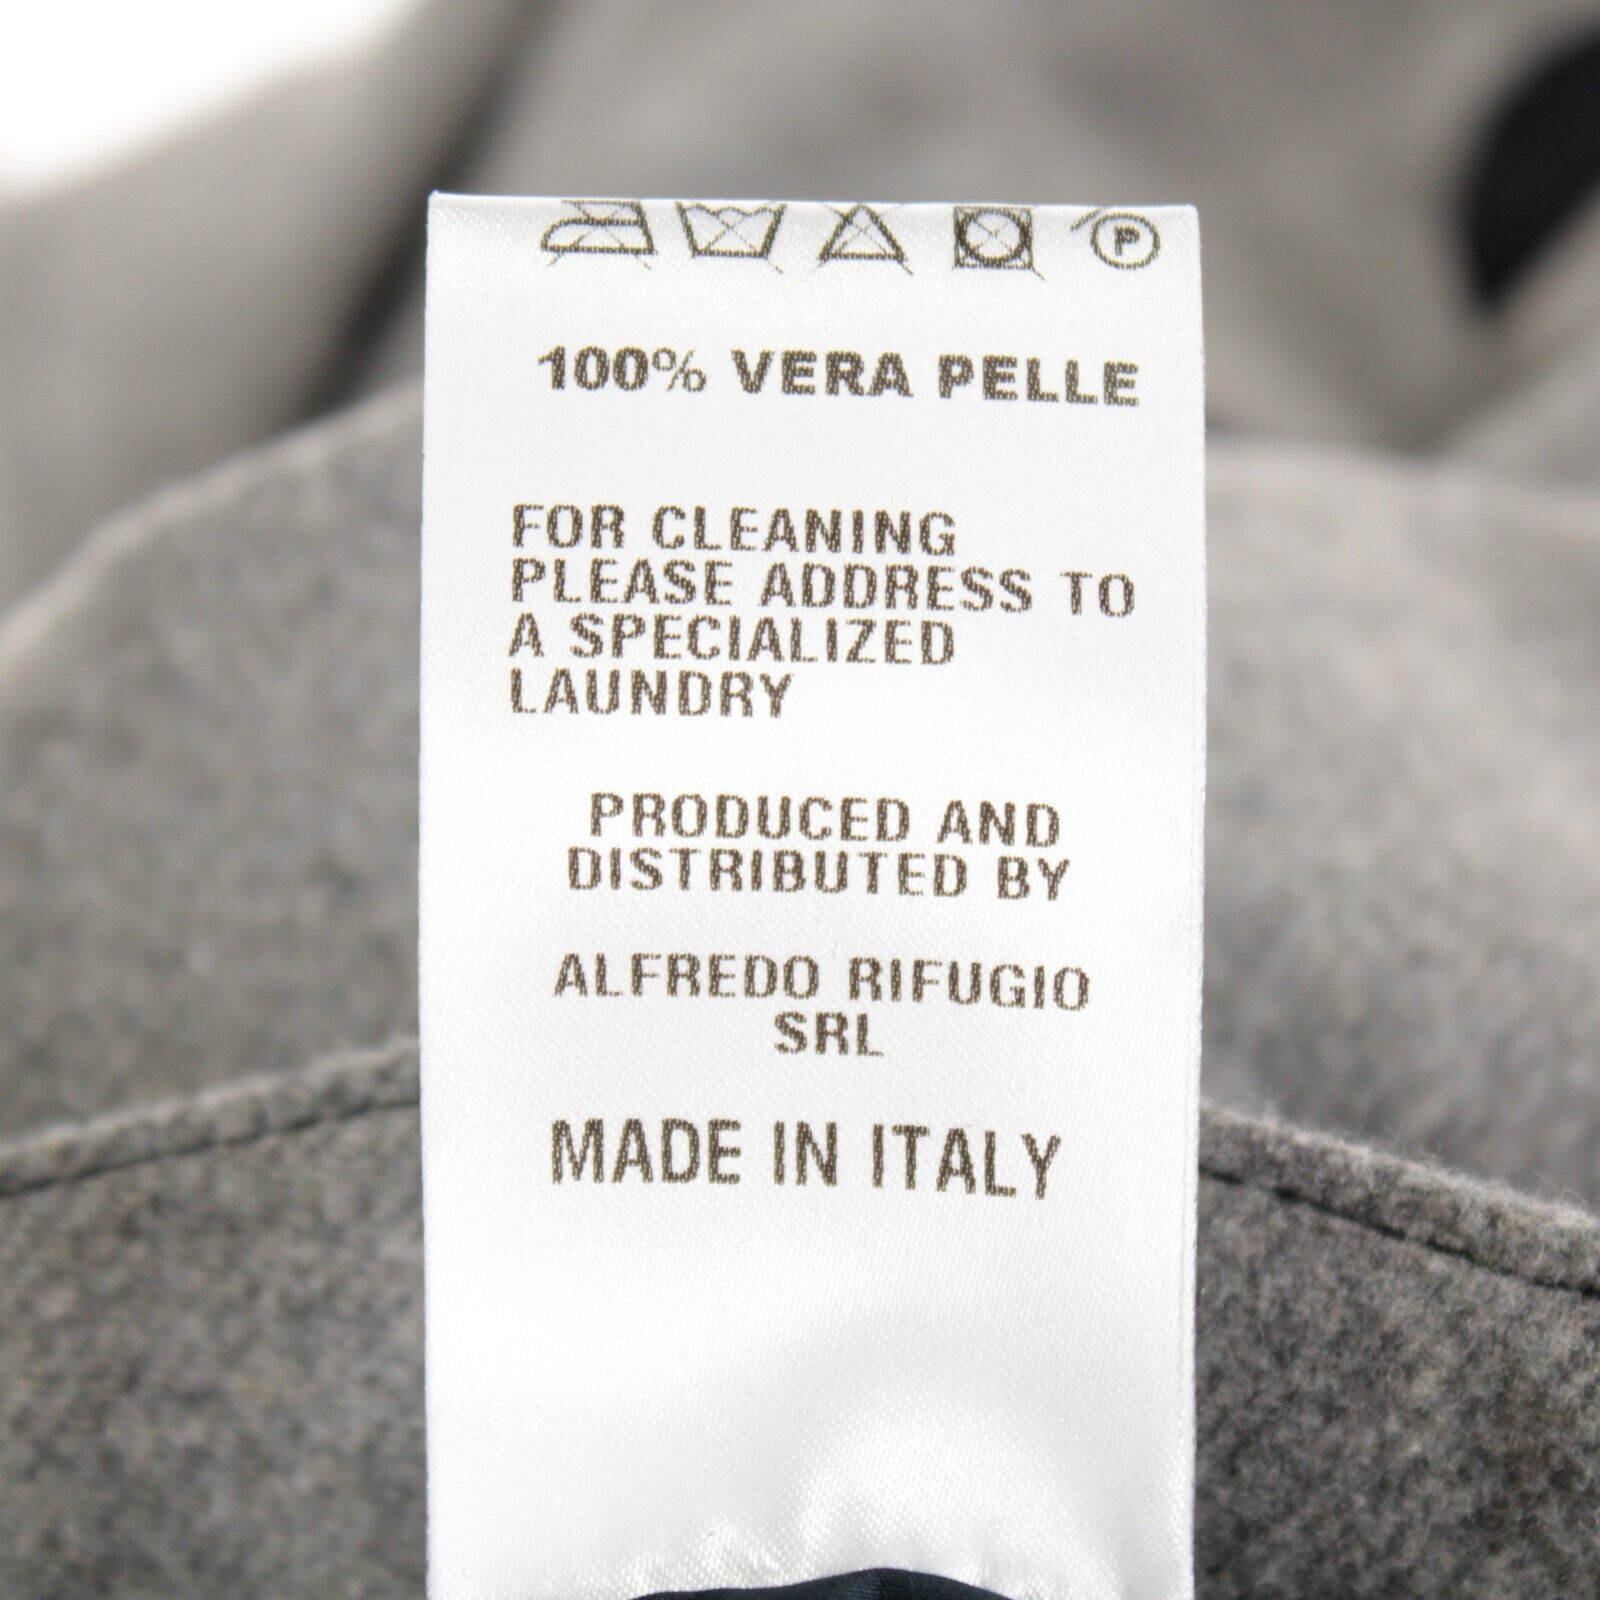 P
100% VERA PELLE
FOR CLEANING
PLEASE ADDRESS TO
A SPECIALIZED
LAUNDRY
PRODUCED AND
DISTRIBUTED BY
ALFREDO RIFUGIO
SRL
MADE IN ITALY